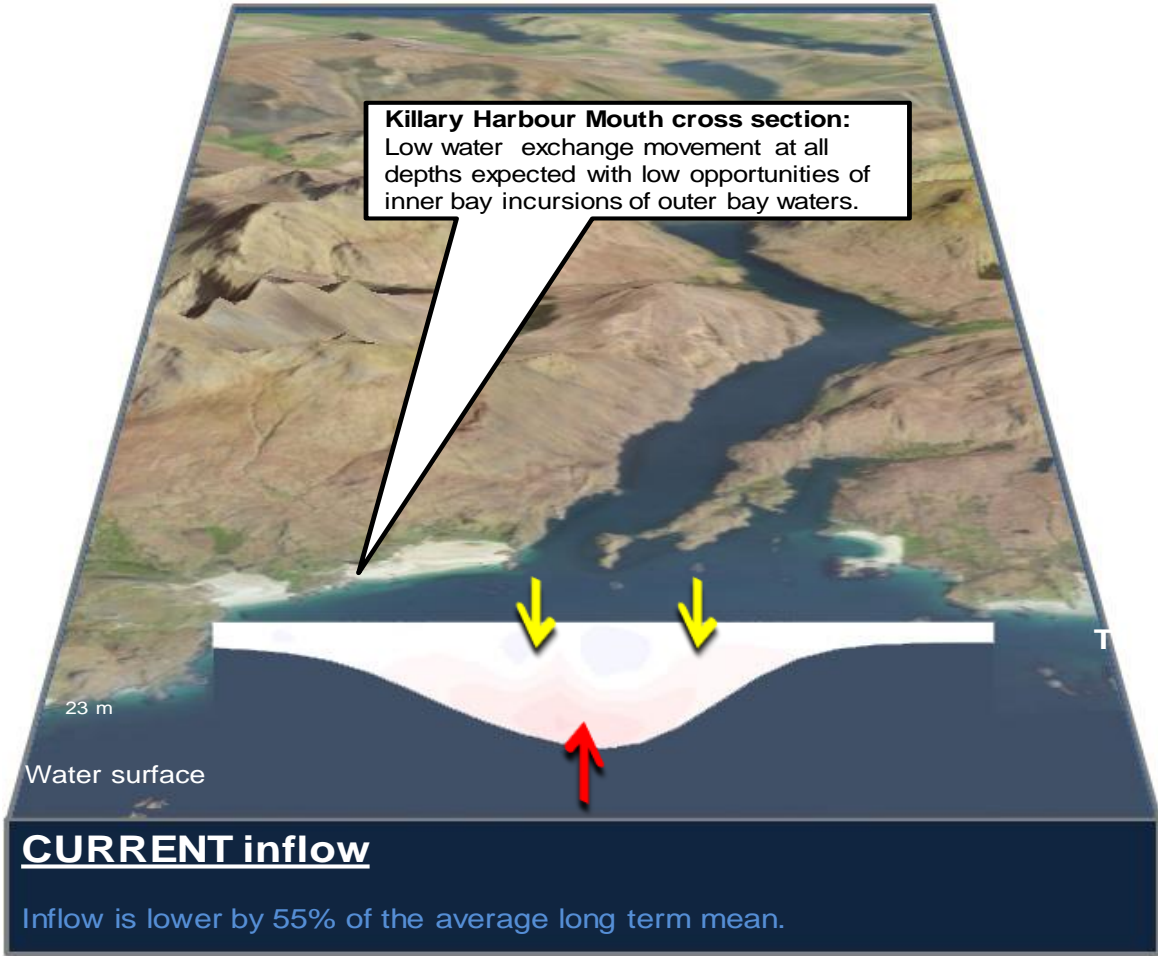 Killary Harbour Mouth cross section:
Low water exchange movement at all
depths expected with low opportunities of
inner bay incursions of outer bay waters.
T
23 m
Water surface
CURRENT inflow
Inflow is lower by 55% of the average long term mean.